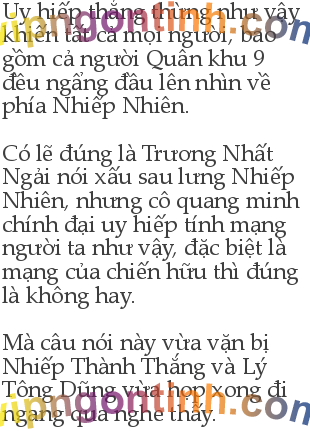 Uy hiếp thẳng thừng như vậy
khiến tất cả mọi người, bao
gồm cả người Quân khu 9
đều ngẩng đầu lên nhìn về
phía Nhiếp Nhiên.
Có lẽ đúng là Trương Nhất
Ngải nói xấu sau lưng Nhiếp
Nhiên, nhưng cô quang minh
chính đại uy hiếp tính mạng
người ta như vậy, đặc biệt là
mạng của chiến hữu thì đúng
là không hay.
Mà câu nói này vừa vặn bị
Nhiếp Thành Thắng và Lý
Tông Dũng vừa họp xong đi
ngang qua nghe thấy.
vipngontinh.com
vipngontinh.com